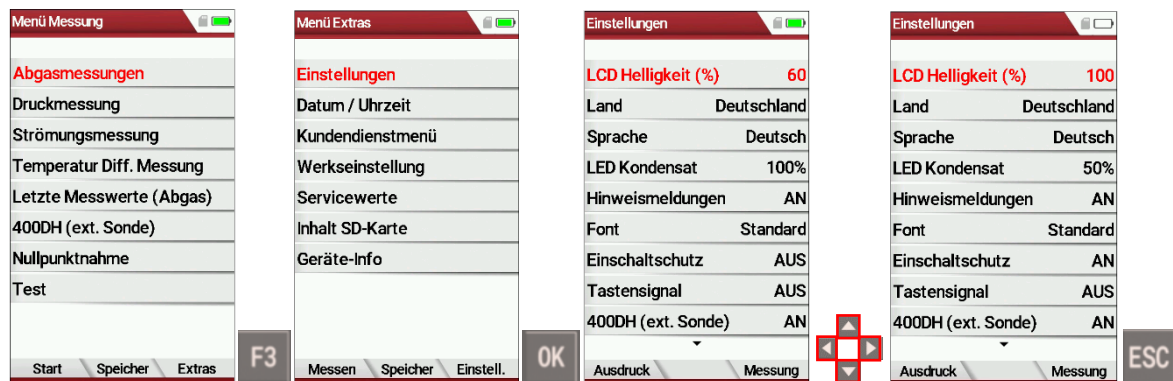 Menü Messung
Abgasmessungen
Druckmessung
Strömungsmessung
Temperatur Diff. Messung
Letzte Messwerte (Abgas)
400DH (ext. Sonde)
Nullpunktnahme
Test
Start Speicher Extras
F3
Menü Extras
Einstellungen
Datum / Uhrzeit
Kundendienstmenü
Werkseinstellung
Servicewerte
Inhalt SD-Karte
Geräte-Info
Messen Speicher Einstell.
OK
Einstellungen
LCD Helligkeit (%) 60
Land Deutschland
Sprache Deutsch
LED Kondensat 100%
Hinweismeldungen AN
Font Standard
Einschaltschutz AUS
Tastensignal AUS
400DH (ext. Sonde) AN
Ausdruck Messung
Einstellungen
LCD Helligkeit (%) 100
Land Deutschland
Sprache Deutsch
LED Kondensat 50%
Hinweismeldungen AN
Font Standard
Einschaltschutz AN
Tastensignal AUS
400DH (ext. Sonde) AN
Ausdruck Messung
ESC